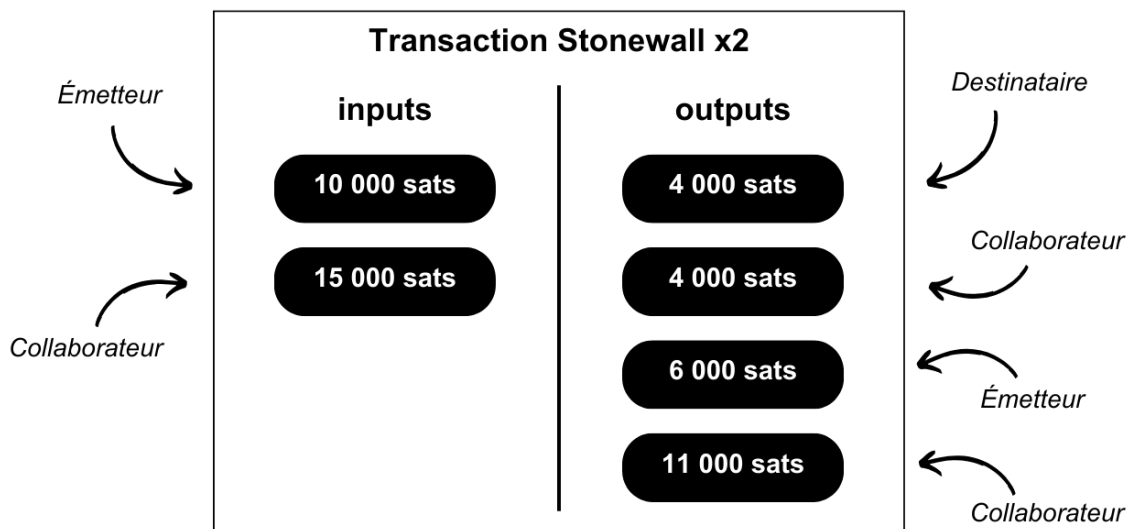 Transaction Stonewall x2
Émetteur
Collaborateur
inputs
10 000 sats
15 000 sats
outputs
4 000 sats
4 000 sats
6 000 sats
11 000 sats
Destinataire
Collaborateur
Émetteur
Collaborateur